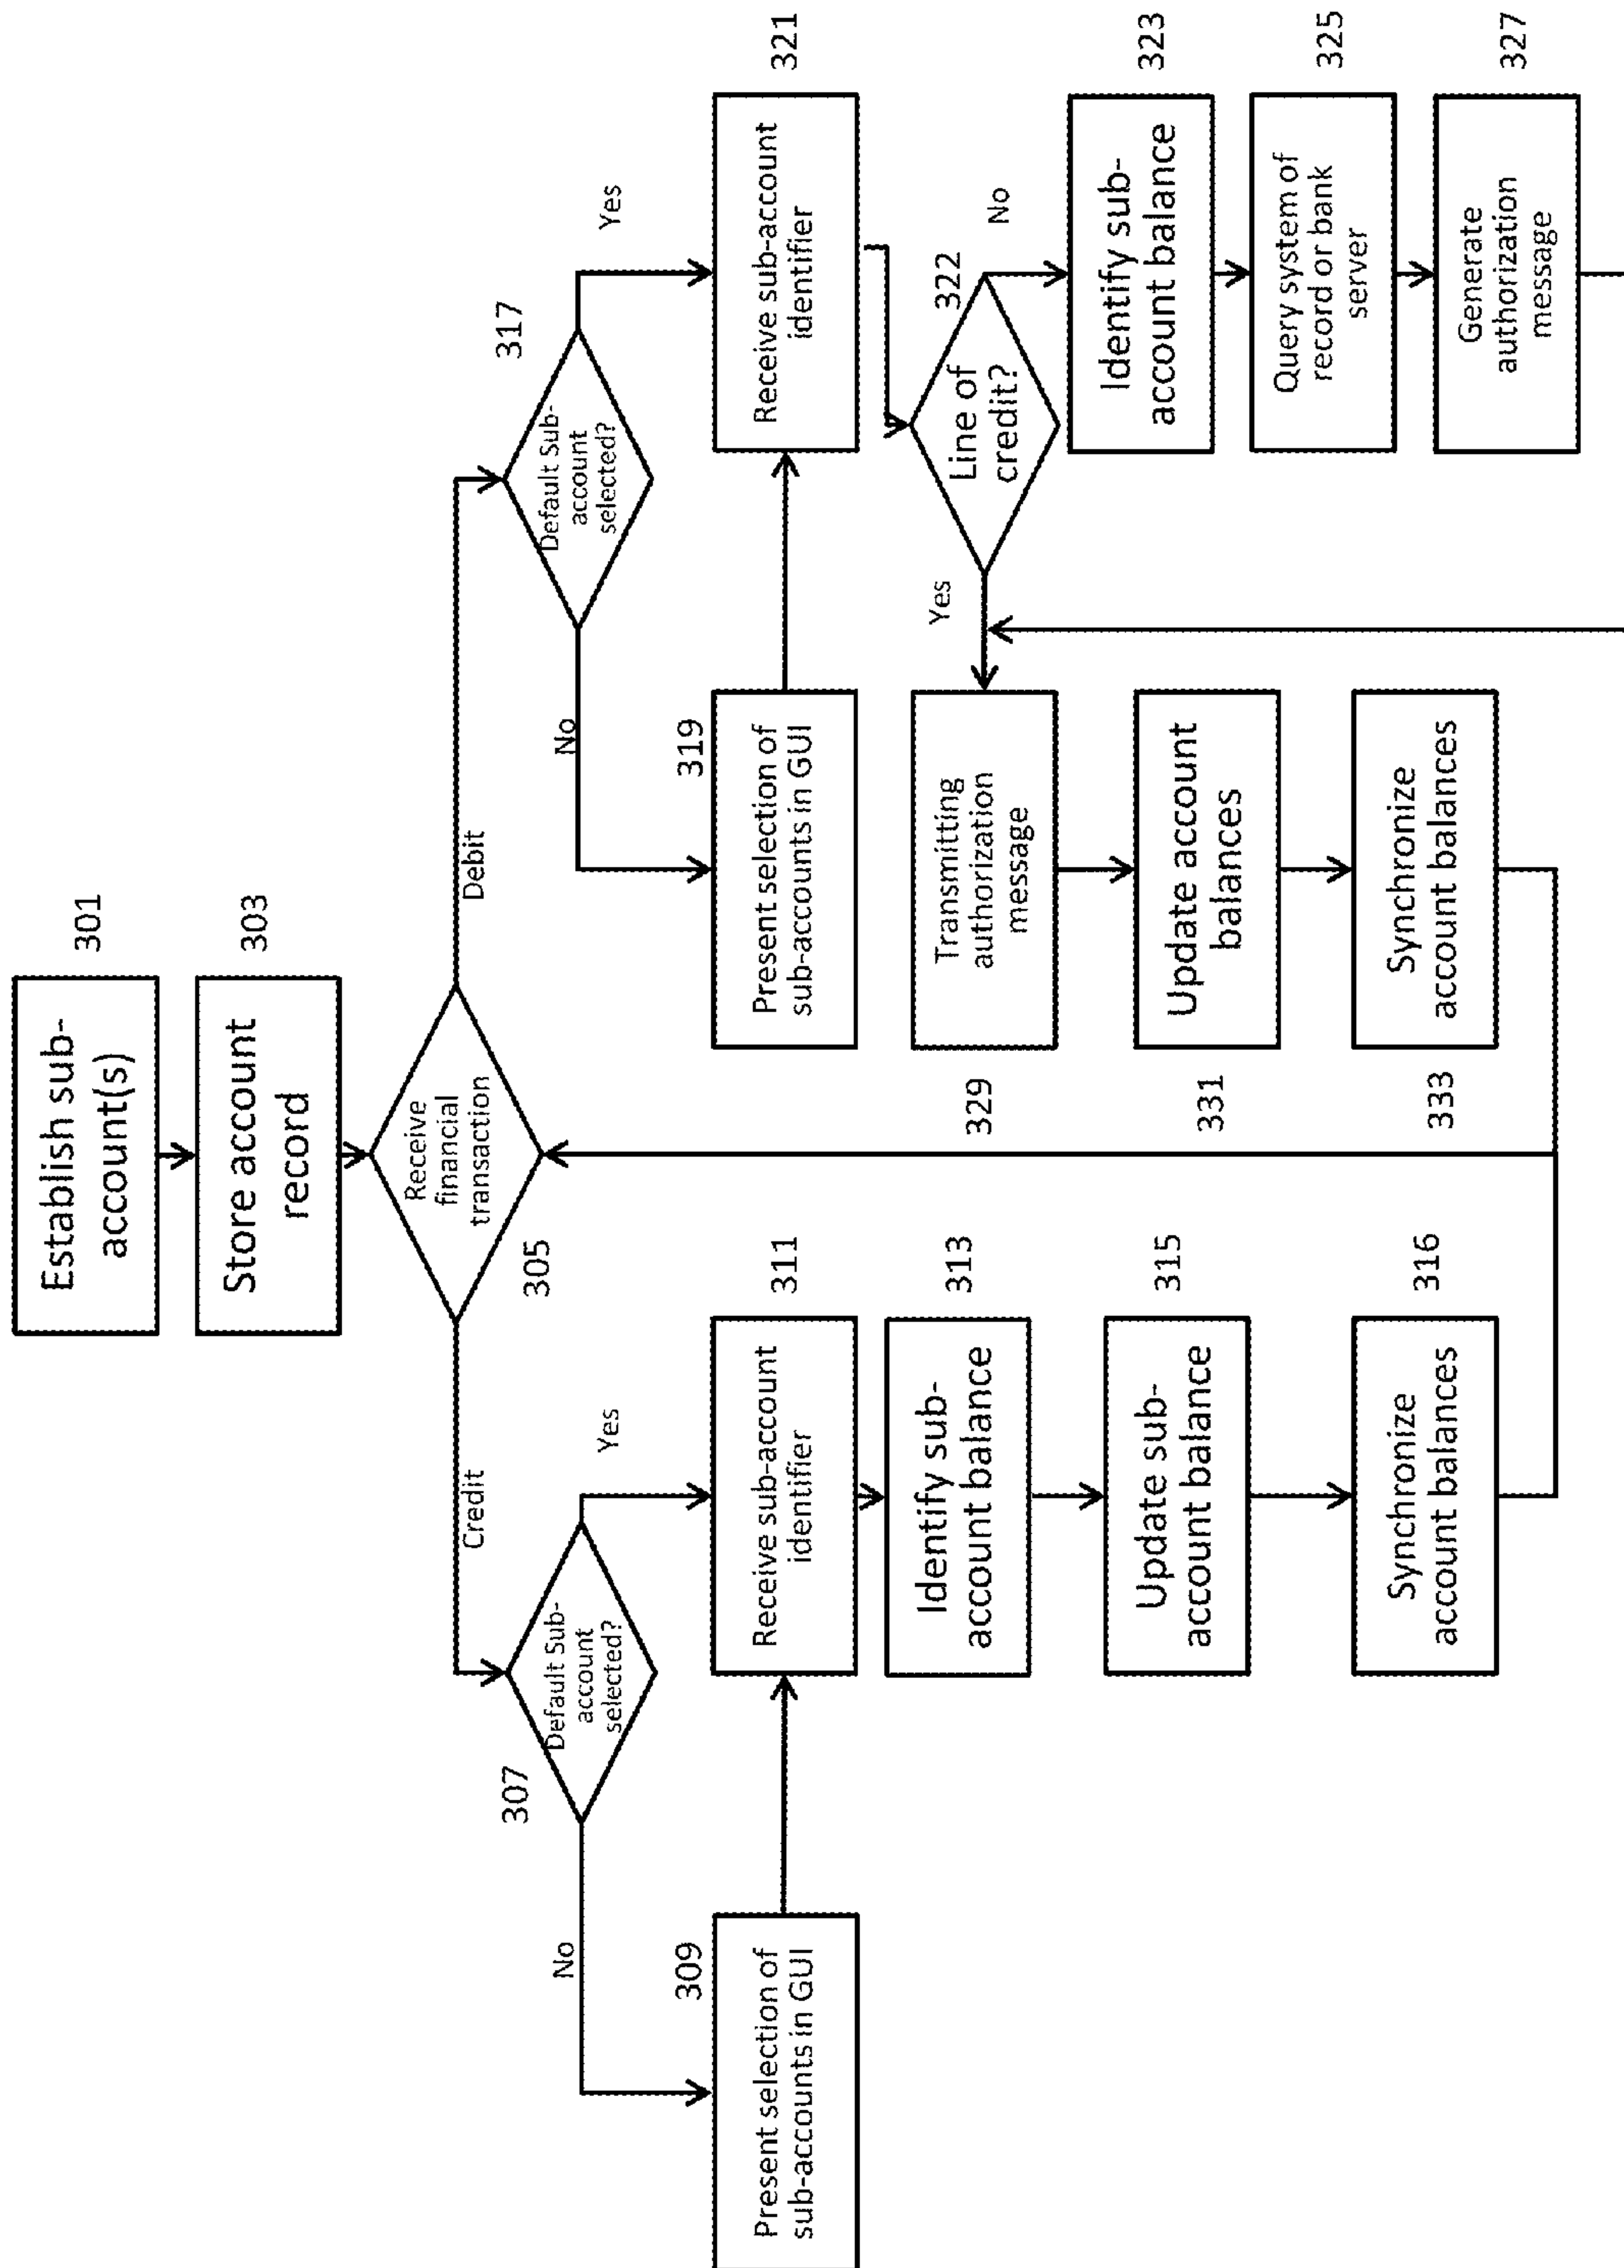 Establish sub-
account(s)
301
Store account
record
303
Receive
financial
transaction
305
Credit
Debit
Default Sub-
account
selected?
307
No
Yes
Present selection of
sub-accounts in GUI
309
Receive sub-account
identifier
311
Identify sub-
account balance
313
Update sub-
account balance
315
Synchronize
account balances
316
Default Sub-
account
selected?
317
No
Yes
Present selection of
sub-accounts in GUI
319
Receive sub-account
identifier
321
Line of
credit?
322
Yes
No
Identify sub-
account balance
323
Query system of
record or bank
server
325
Generate
authorization
message
327
Transmitting
authorization
message
329
Update account
balances
331
Synchronize
account balances
333